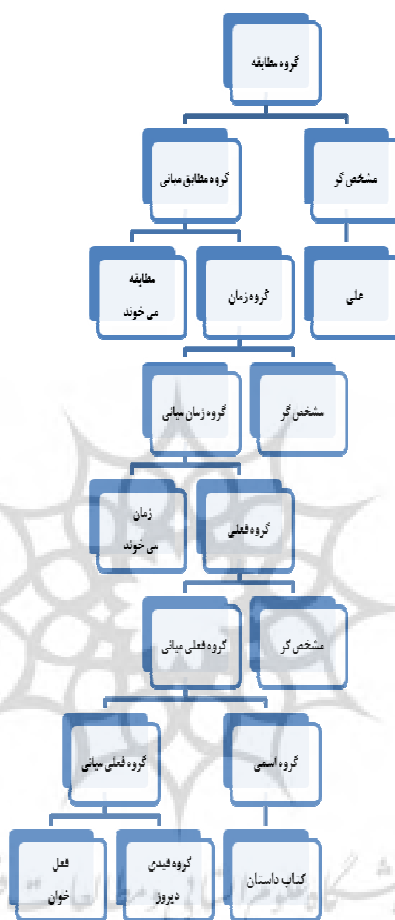 گروه مطابقه
مشخص گر
گروه مطابق میانی
علی
گروه زمان
مطابقه
می خوند
مشخص گر
گروه زمان میانی
گروه فعلی
زمان
می خوند
مشخص گر
گروه فعلی میانی
گروه اسمی
گروه فعلی میانی
کتاب داستان
گروه قیدی
دیروز
فعل
خوان